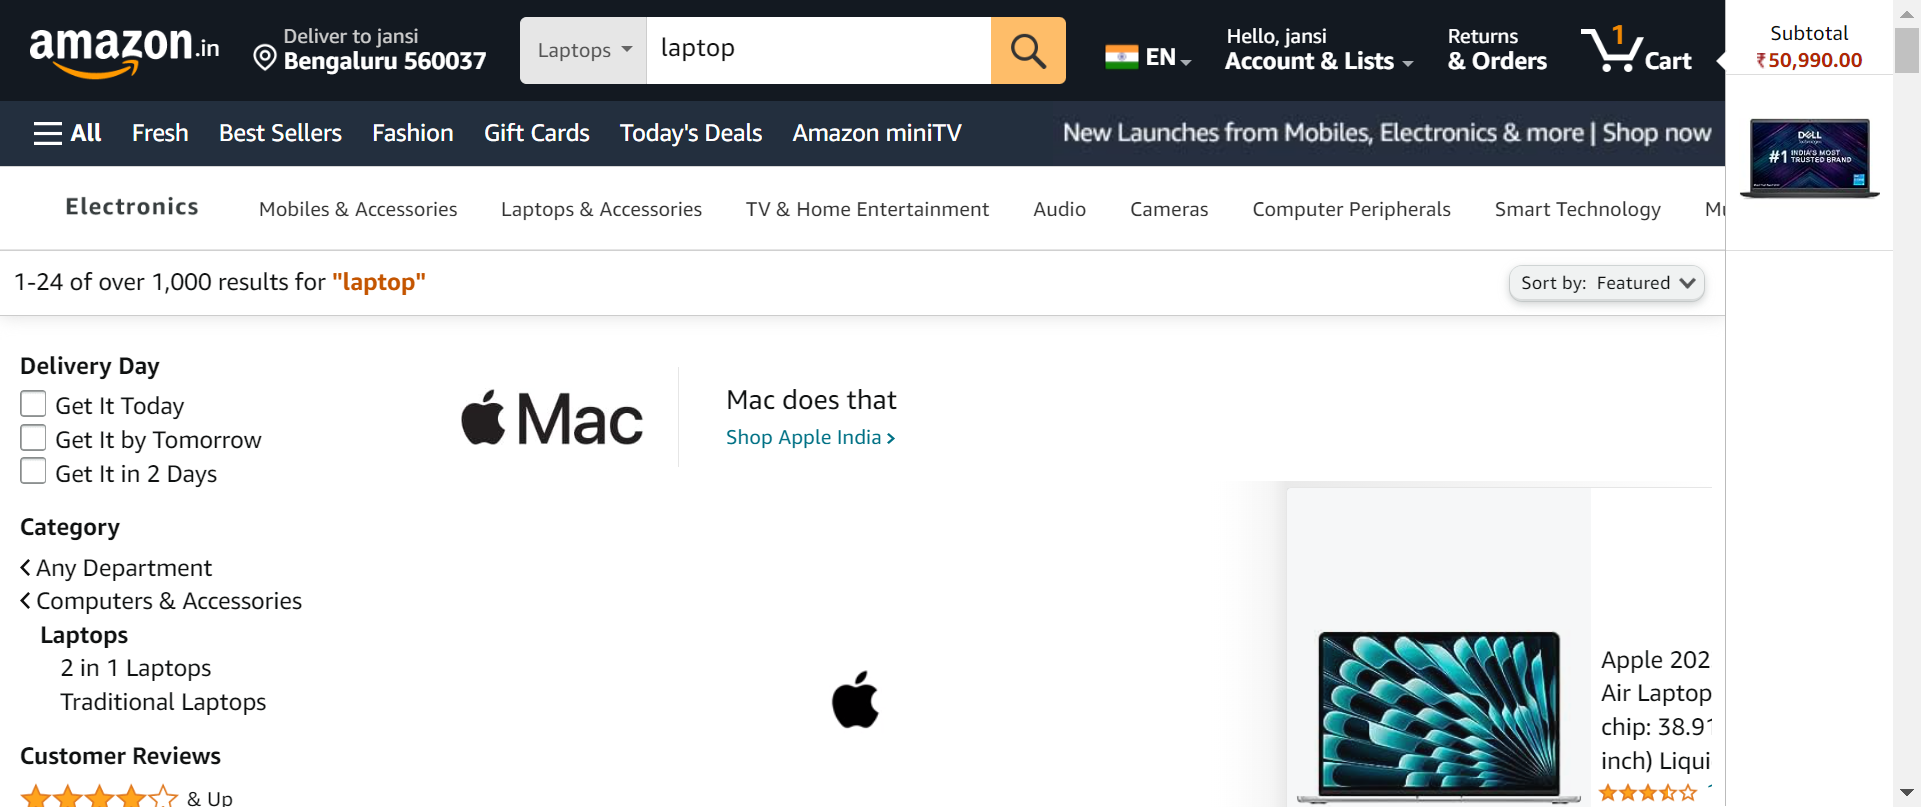 amazon.in
Deliver to jansi
Bengaluru 560037
Laptops
laptop
EN
Hello, jansi
Account & Lists
Returns
& Orders
1
Cart
Subtotal
₹50,990.00
All
Fresh
Best Sellers
Fashion
Gift Cards
Today's Deals
Amazon miniTV
New Launches from Mobiles, Electronics & more | Shop now
DELL
Technologies
#1 INDIA'S MOST
TRUSTED BRAND
Electronics
Mobiles & Accessories
Laptops & Accessories
TV & Home Entertainment
Audio
Cameras
Computer Peripherals
Smart Technology
1-24 of over 1,000 results for "laptop"
Sort by: Featured
Delivery Day
Get It Today
Get It by Tomorrow
Get It in 2 Days
Mac
Mac does that
Shop Apple India ›
Category
Any Department
Computers & Accessories
Laptops
2 in 1 Laptops
Traditional Laptops
Customer Reviews
& Up
Apple 202
Air Laptop
chip: 38.91
inch) Liqui